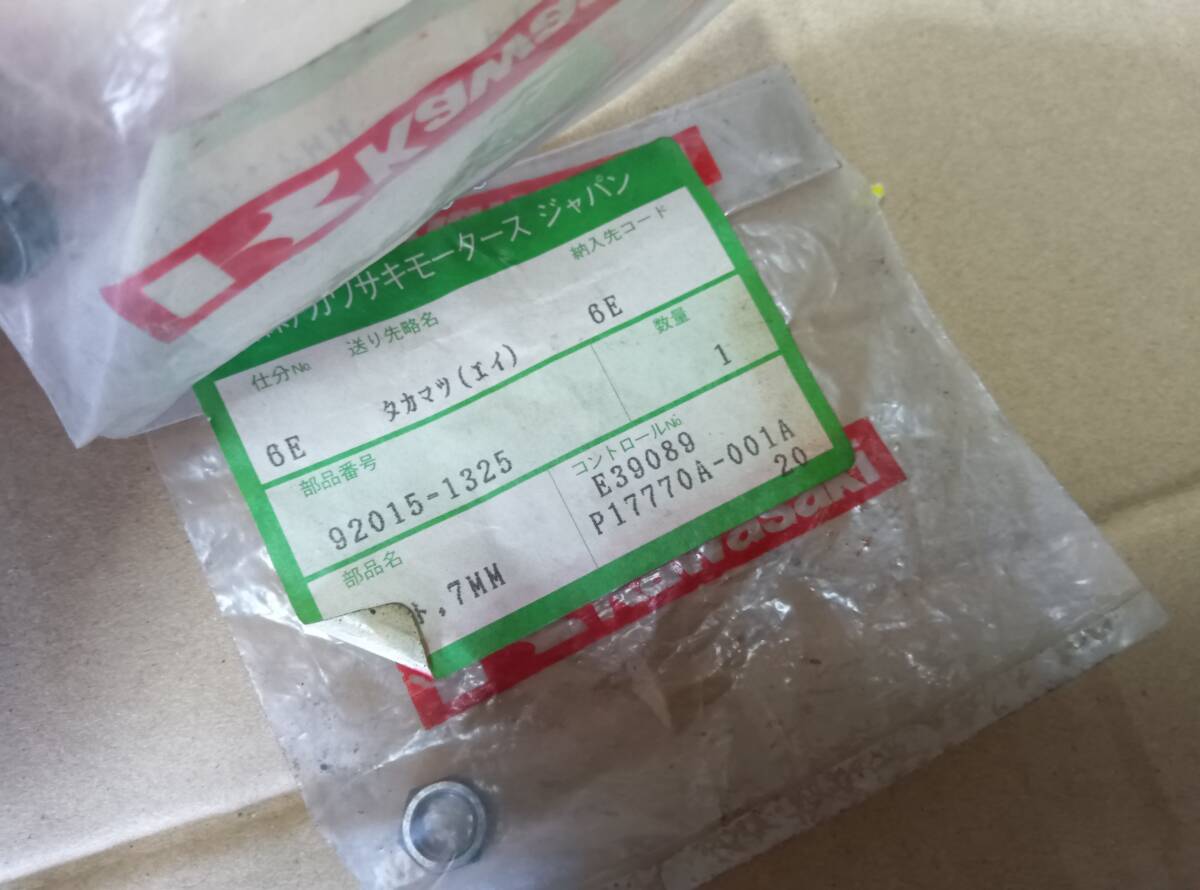 Kawa
カワサキモータース ジャパン
仕分No 送り先略名 納入先コード
6E タカマツ(エイ) 6E
部品番号 数量
92015-1325 1
部品名 コントロールNo
,7MM E39089
P17770A-001A
20
Kawasaki